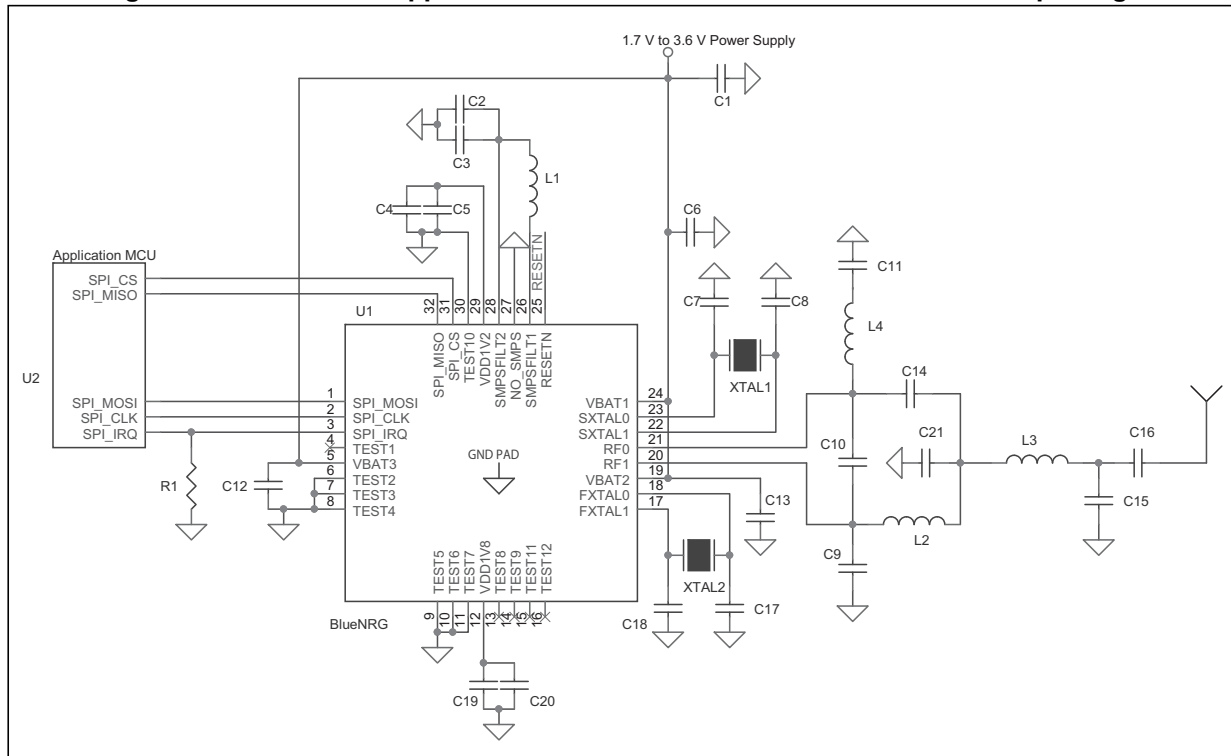 1.7 V to 3.6 V Power Supply
C1
C2
C3
L1
C4
C5
C6
RESETN
Application MCU
SPI_CS
SPI_MISO
U2
SPI_MOSI
SPI_CLK
SPI_IRQ
R1
C12
U1
32
31
30
29
28
27
26
25
SPI_MISO
SPI_CS
TEST10
VDD1V2
SMPSFILT2
NO_SMPS
SMPSFILT1
RESETN
1 SPI_MOSI
2 SPI_CLK
3 SPI_IRQ
4 TEST1
5 VBAT3
6 TEST2
7 TEST3
8 TEST4
GND PAD
VBAT1 24
SXTAL0 23
SXTAL1 22
RF0 21
RF1 20
VBAT2 19
FXTAL0 18
FXTAL1 17
TEST5
TEST6
TEST7
VDD1V8
TEST8
TEST9
TEST11
TEST12
9
10
11
12
13
14
15
16
BlueNRG
C19
C20
C7
C8
XTAL1
C11
L4
C14
C10
C21
L3
C16
C15
L2
C9
C13
XTAL2
C18
C17